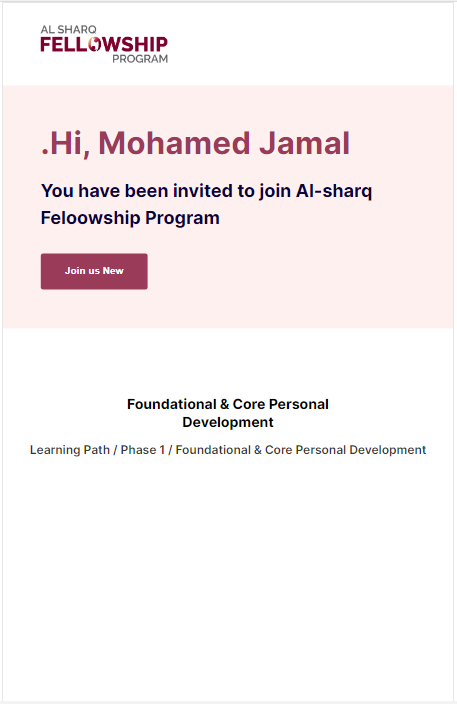 AL SHARQ
FELLOWSHIP
PROGRAM
.Hi, Mohamed Jamal
You have been invited to join Al-sharq
Feloowship Program
Join us New
Foundational & Core Personal
Development
Learning Path / Phase 1 / Foundational & Core Personal Development